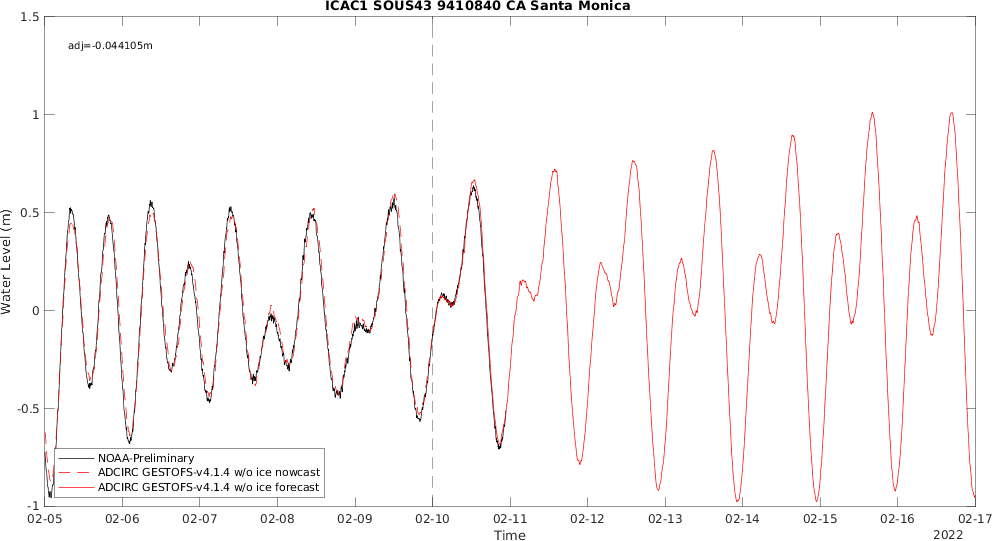 ICAC1 SOUS43 9410840 CA Santa Monica
adj=-0.044105m
1.5
1
0.5
0
-0.5
-1
Water Level (m)
NOAA-Preliminary
ADCIRC GESTOFS-v4.1.4 w/o ice nowcast
ADCIRC GESTOFS-v4.1.4 w/o ice forecast
02-05 02-06 02-07 02-08 02-09 02-10 02-11 02-12 02-13 02-14 02-15 02-16 02-17
Time
2022